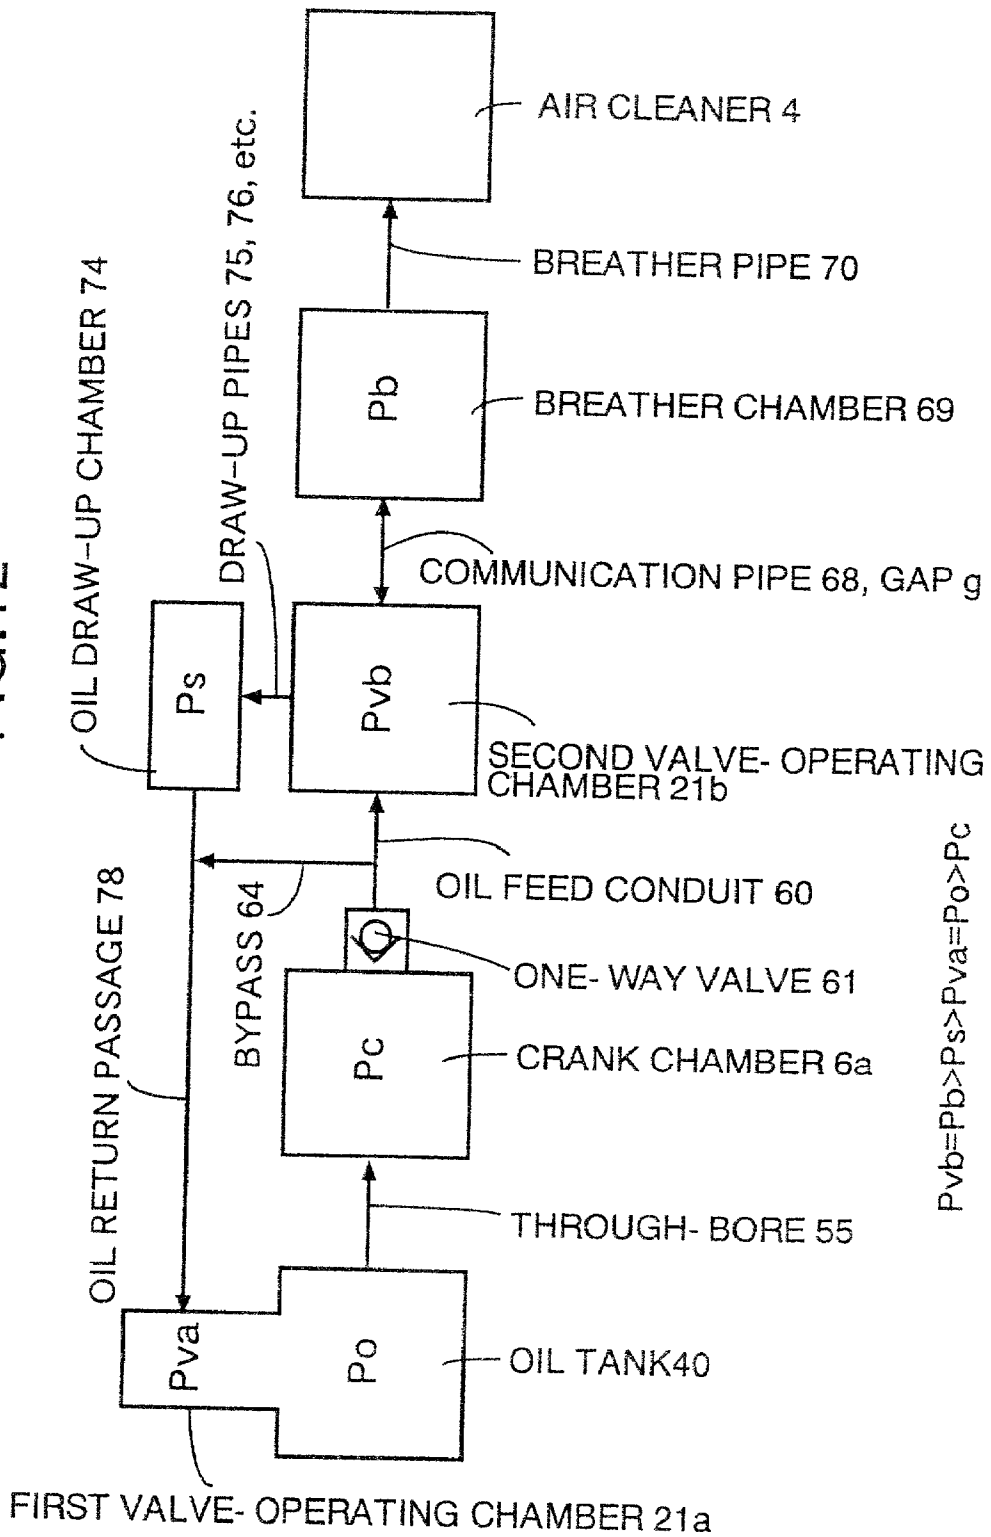 AIR CLEANER 4
BREATHER PIPE 70
Pb
BREATHER CHAMBER 69
COMMUNICATION PIPE 68, GAP g
DRAW-UP PIPES 75, 76, etc.
OIL DRAW-UP CHAMBER 74
Ps
Pvb
SECOND VALVE- OPERATING
CHAMBER 21b
OIL FEED CONDUIT 60
BYPASS 64
ONE- WAY VALVE 61
OIL RETURN PASSAGE 78
Pc
CRANK CHAMBER 6a
THROUGH- BORE 55
Pva
Po
OIL TANK40
FIRST VALVE- OPERATING CHAMBER 21a
Pvb=Pb>Ps>Pva=Po>Pc